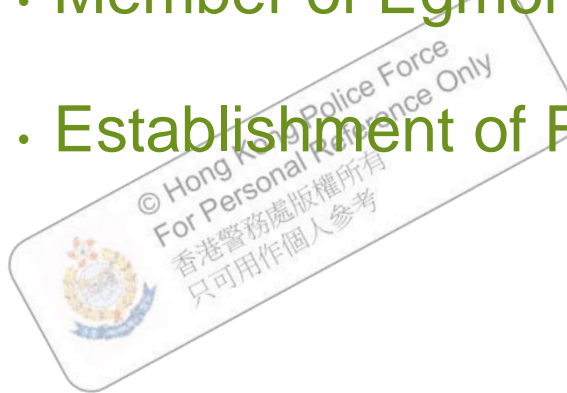 • Member of Egmor
• Establishment of
© Hong Kong Police Force
For Personal Reference Only
香港警務處版權所有
只可用作個人參考